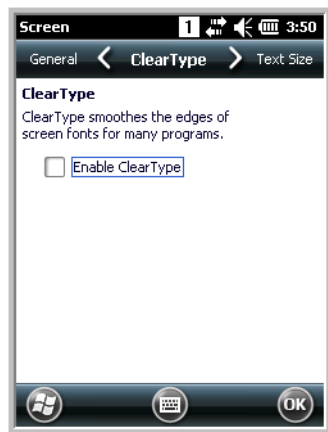 Screen 1 3:50
General ClearType Text Size
ClearType
ClearType smoothes the edges of
screen fonts for many programs.
Enable ClearType
OK